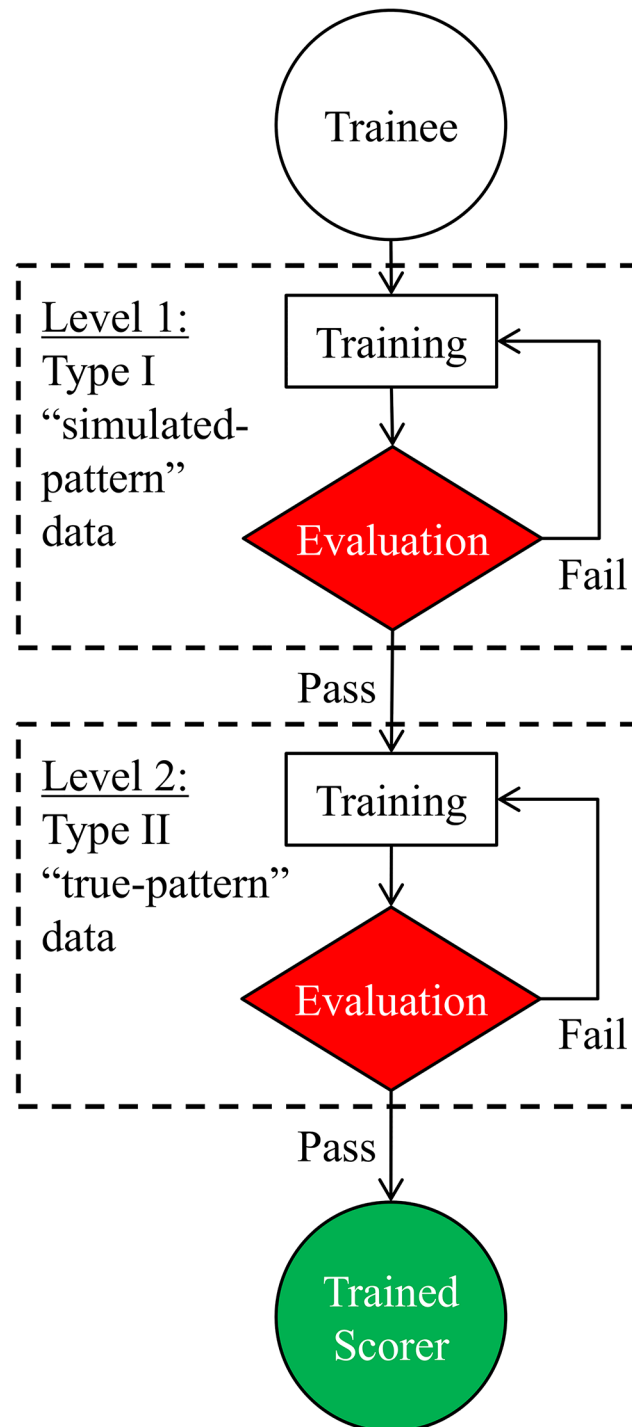 Trainee
Level 1:
Type I
“simulated-
pattern”
data
Training
Evaluation
Fail
Pass
Level 2:
Type II
“true-pattern”
data
Training
Evaluation
Fail
Pass
Trained
Scorer